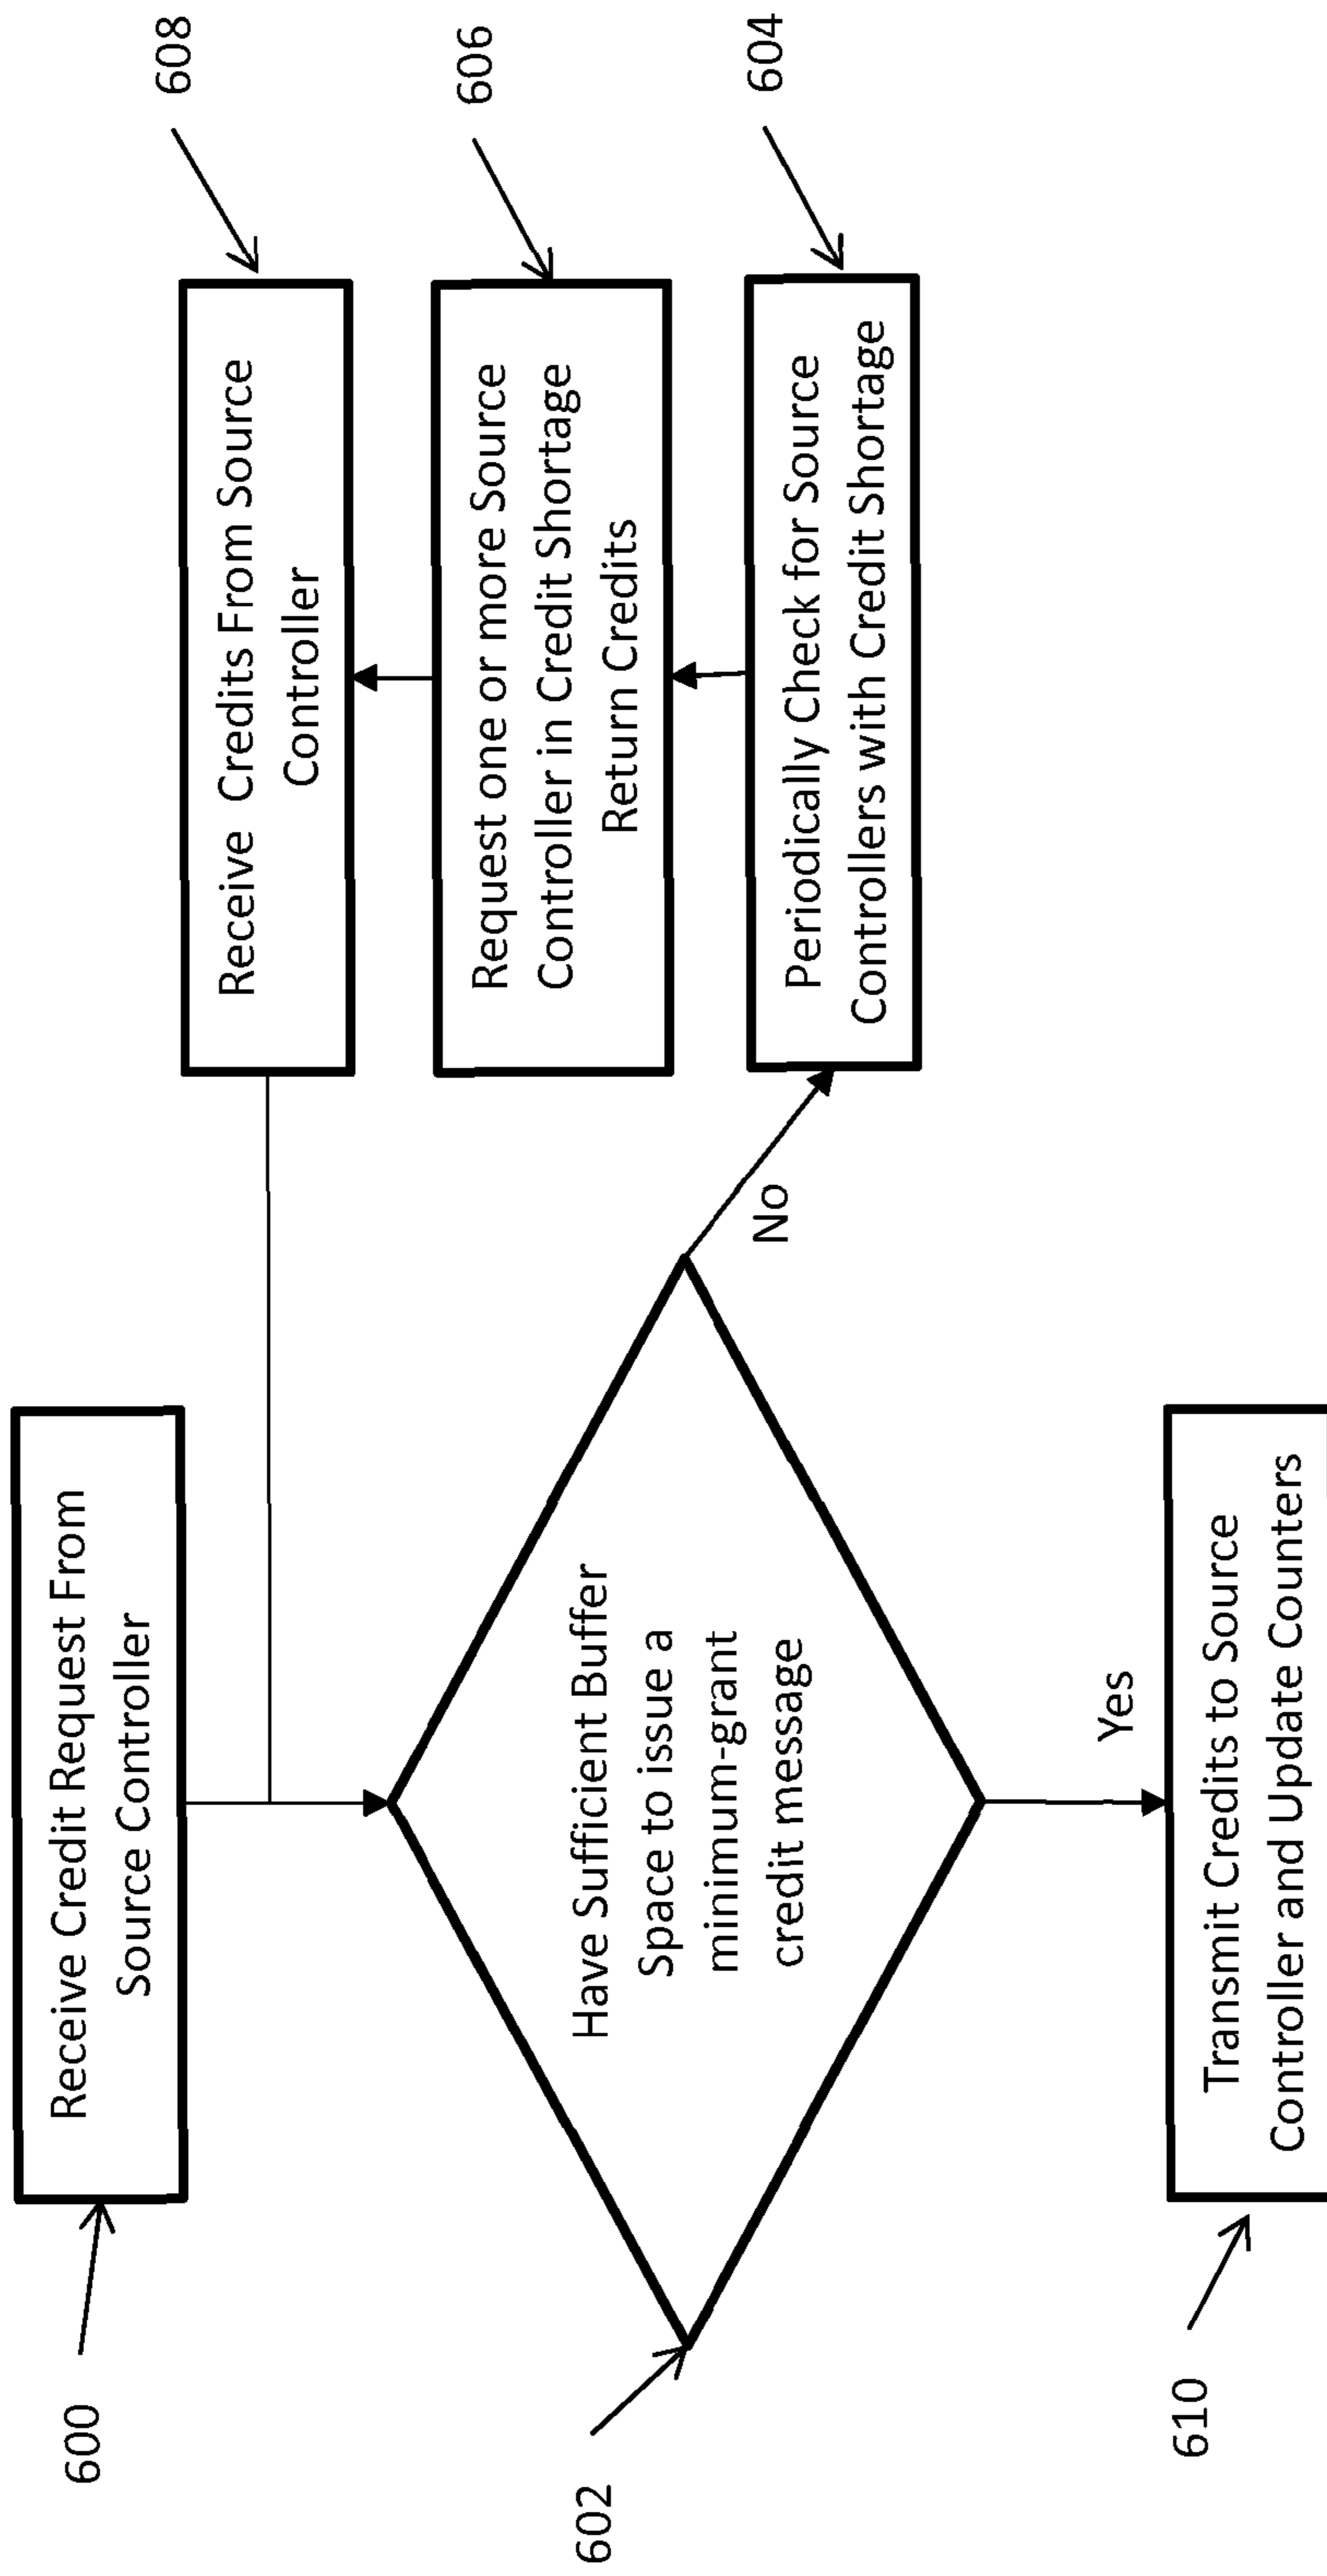 600
Receive Credit Request From
Source Controller
602
Have Sufficient Buffer
Space to issue a
minimum-grant
credit message
No
Yes
604
Periodically Check for Source
Controllers with Credit Shortage
606
Request one or more Source
Controller in Credit Shortage
Return Credits
608
Receive Credits From Source
Controller
610
Transmit Credits to Source
Controller and Update Counters